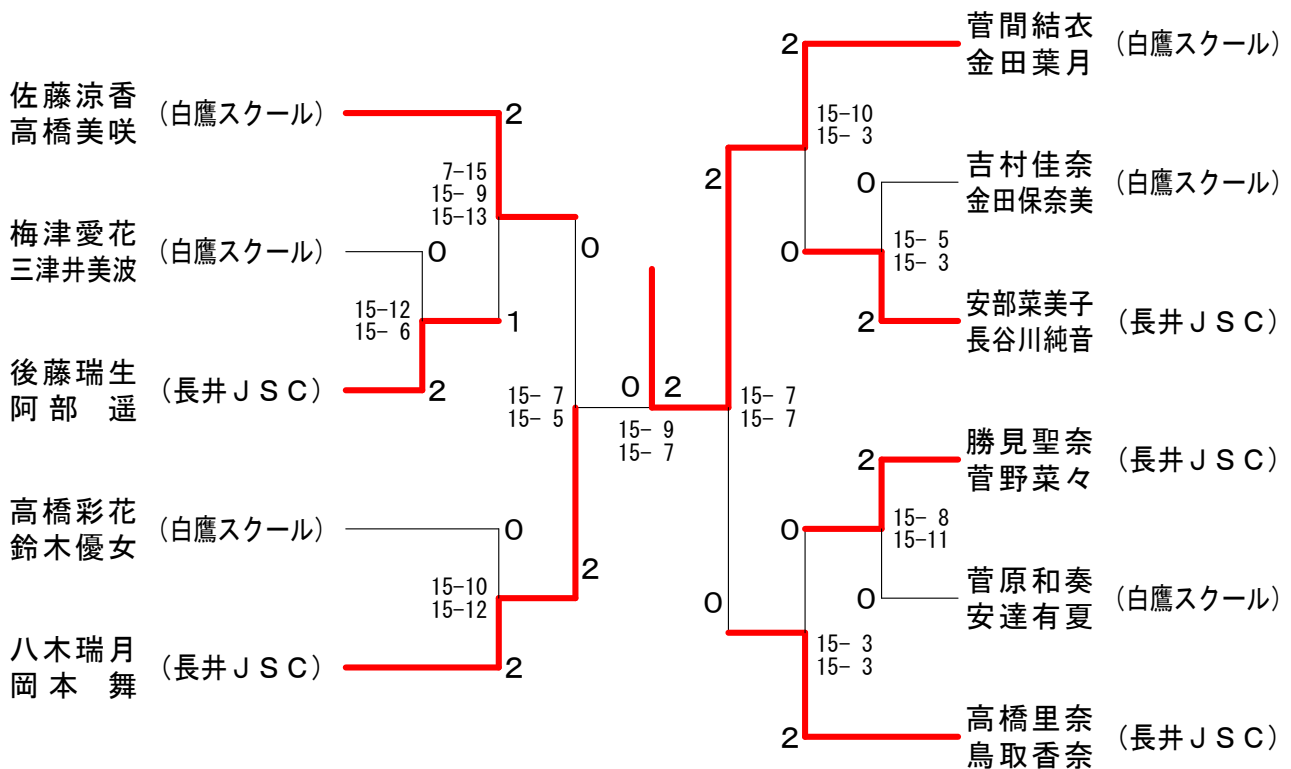 佐藤涼香
高橋美咲
(白鷹スクール)
2
7-15
15- 9
15-13
梅津愛花
三津井美波
(白鷹スクール)
0
15-12
15- 6
1
後藤瑞生
阿部 遥
(長井ＪＳＣ)
2
0
15- 7
15- 5
高橋彩花
鈴木優女
(白鷹スクール)
0
15-10
15-12
2
八木瑞月
岡本 舞
(長井ＪＳＣ)
2
0 2
15- 9
15- 7
菅間結衣
金田葉月
(白鷹スクール)
2
15-10
15- 3
2
吉村佳奈
金田保奈美
(白鷹スクール)
0
15- 5
15- 3
0
安部菜美子
長谷川純音
(長井ＪＳＣ)
2
15- 7
15- 7
勝見聖奈
菅野菜々
(長井ＪＳＣ)
2
15- 8
15-11
0
菅原和奏
安達有夏
(白鷹スクール)
0
0
15- 3
15- 3
高橋里奈
鳥取香奈
(長井ＪＳＣ)
2